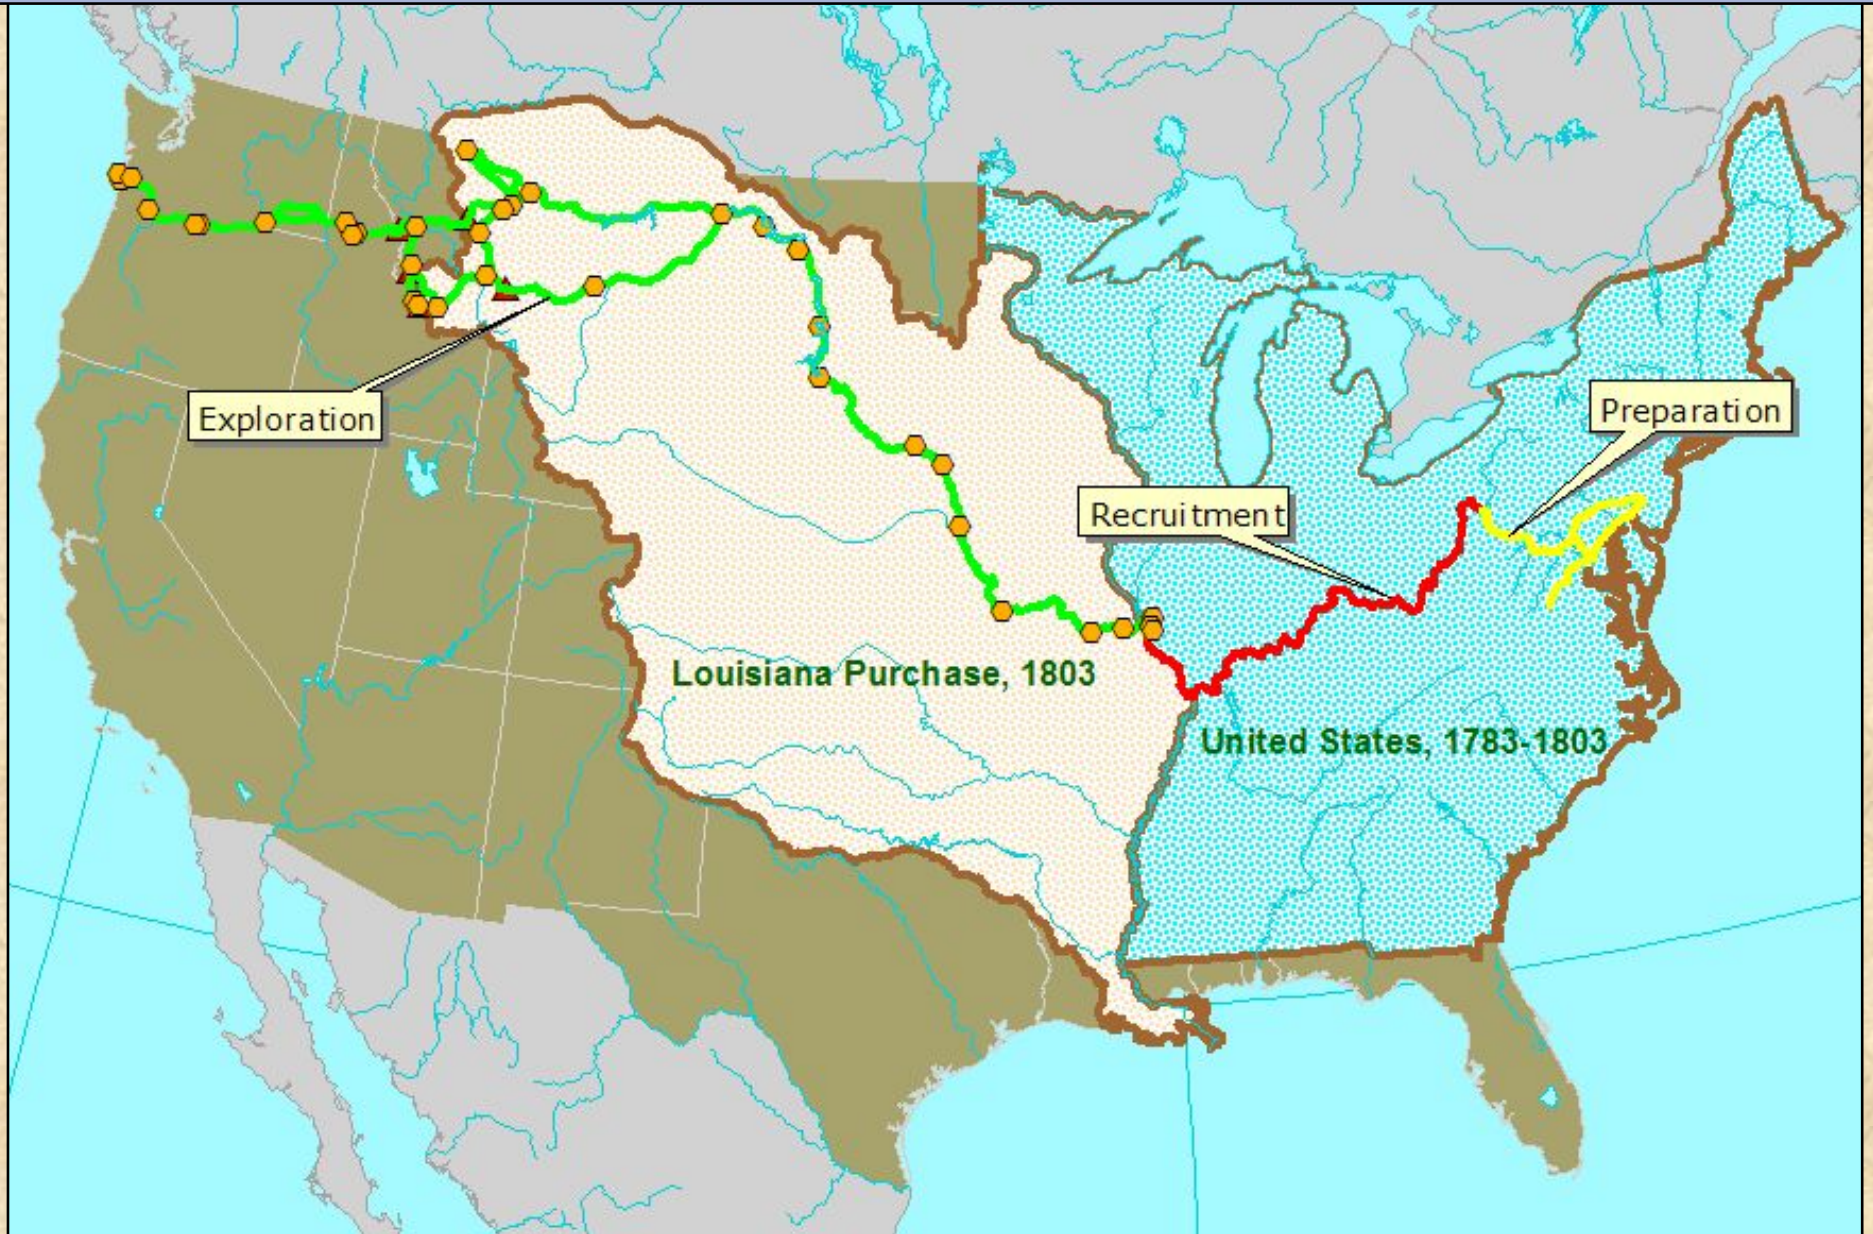 Exploration
Preparation
Recruitment
Louisiana Purchase, 1803
United States, 1783-1803